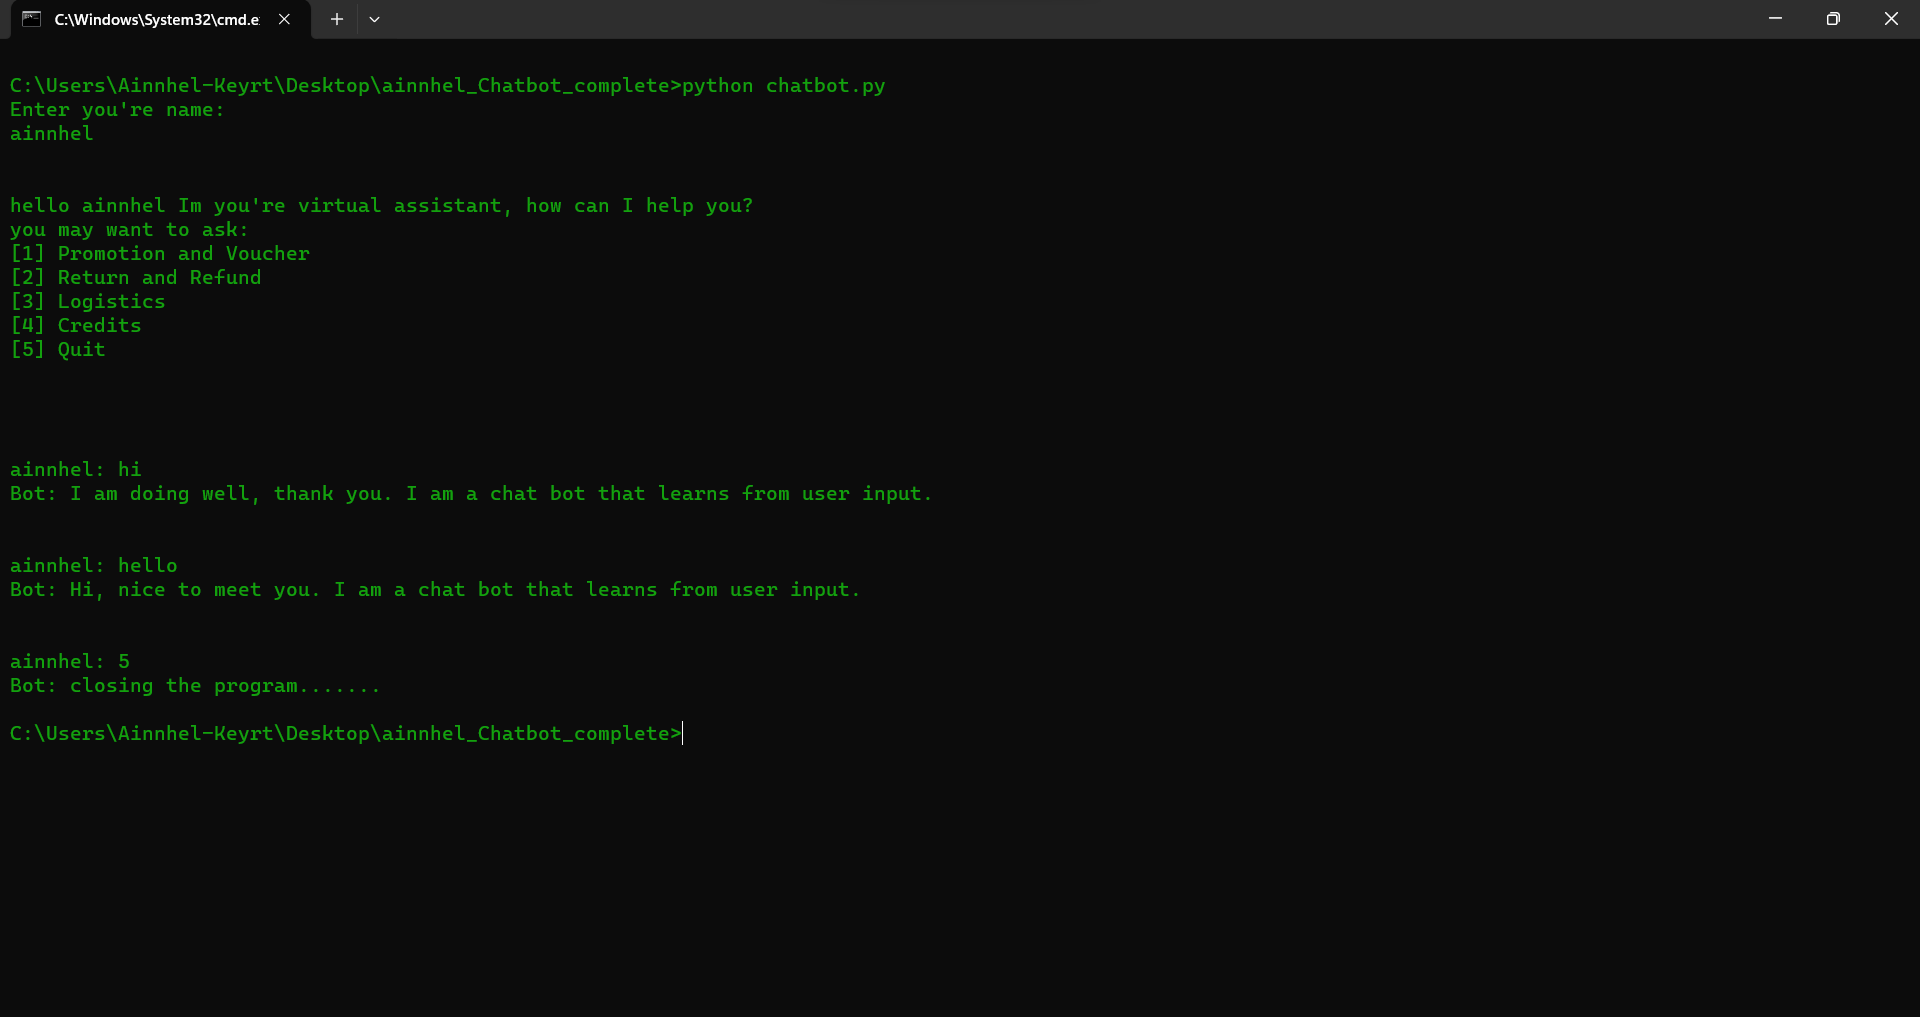 C:\Windows\System32\cmd.e
C:\Users\Ainnhel-Keyrt\Desktop\ainnhel_Chatbot_complete>python chatbot.py
Enter you're name:
ainnhel
hello ainnhel Im you're virtual assistant, how can I help you?
you may want to ask:
[1] Promotion and Voucher
[2] Return and Refund
[3] Logistics
[4] Credits
[5] Quit
ainnhel: hi
Bot: I am doing well, thank you. I am a chat bot that learns from user input.
ainnhel: hello
Bot: Hi, nice to meet you. I am a chat bot that learns from user input.
ainnhel: 5
Bot: closing the program.......
C:\Users\Ainnhel-Keyrt\Desktop\ainnhel_Chatbot_complete>